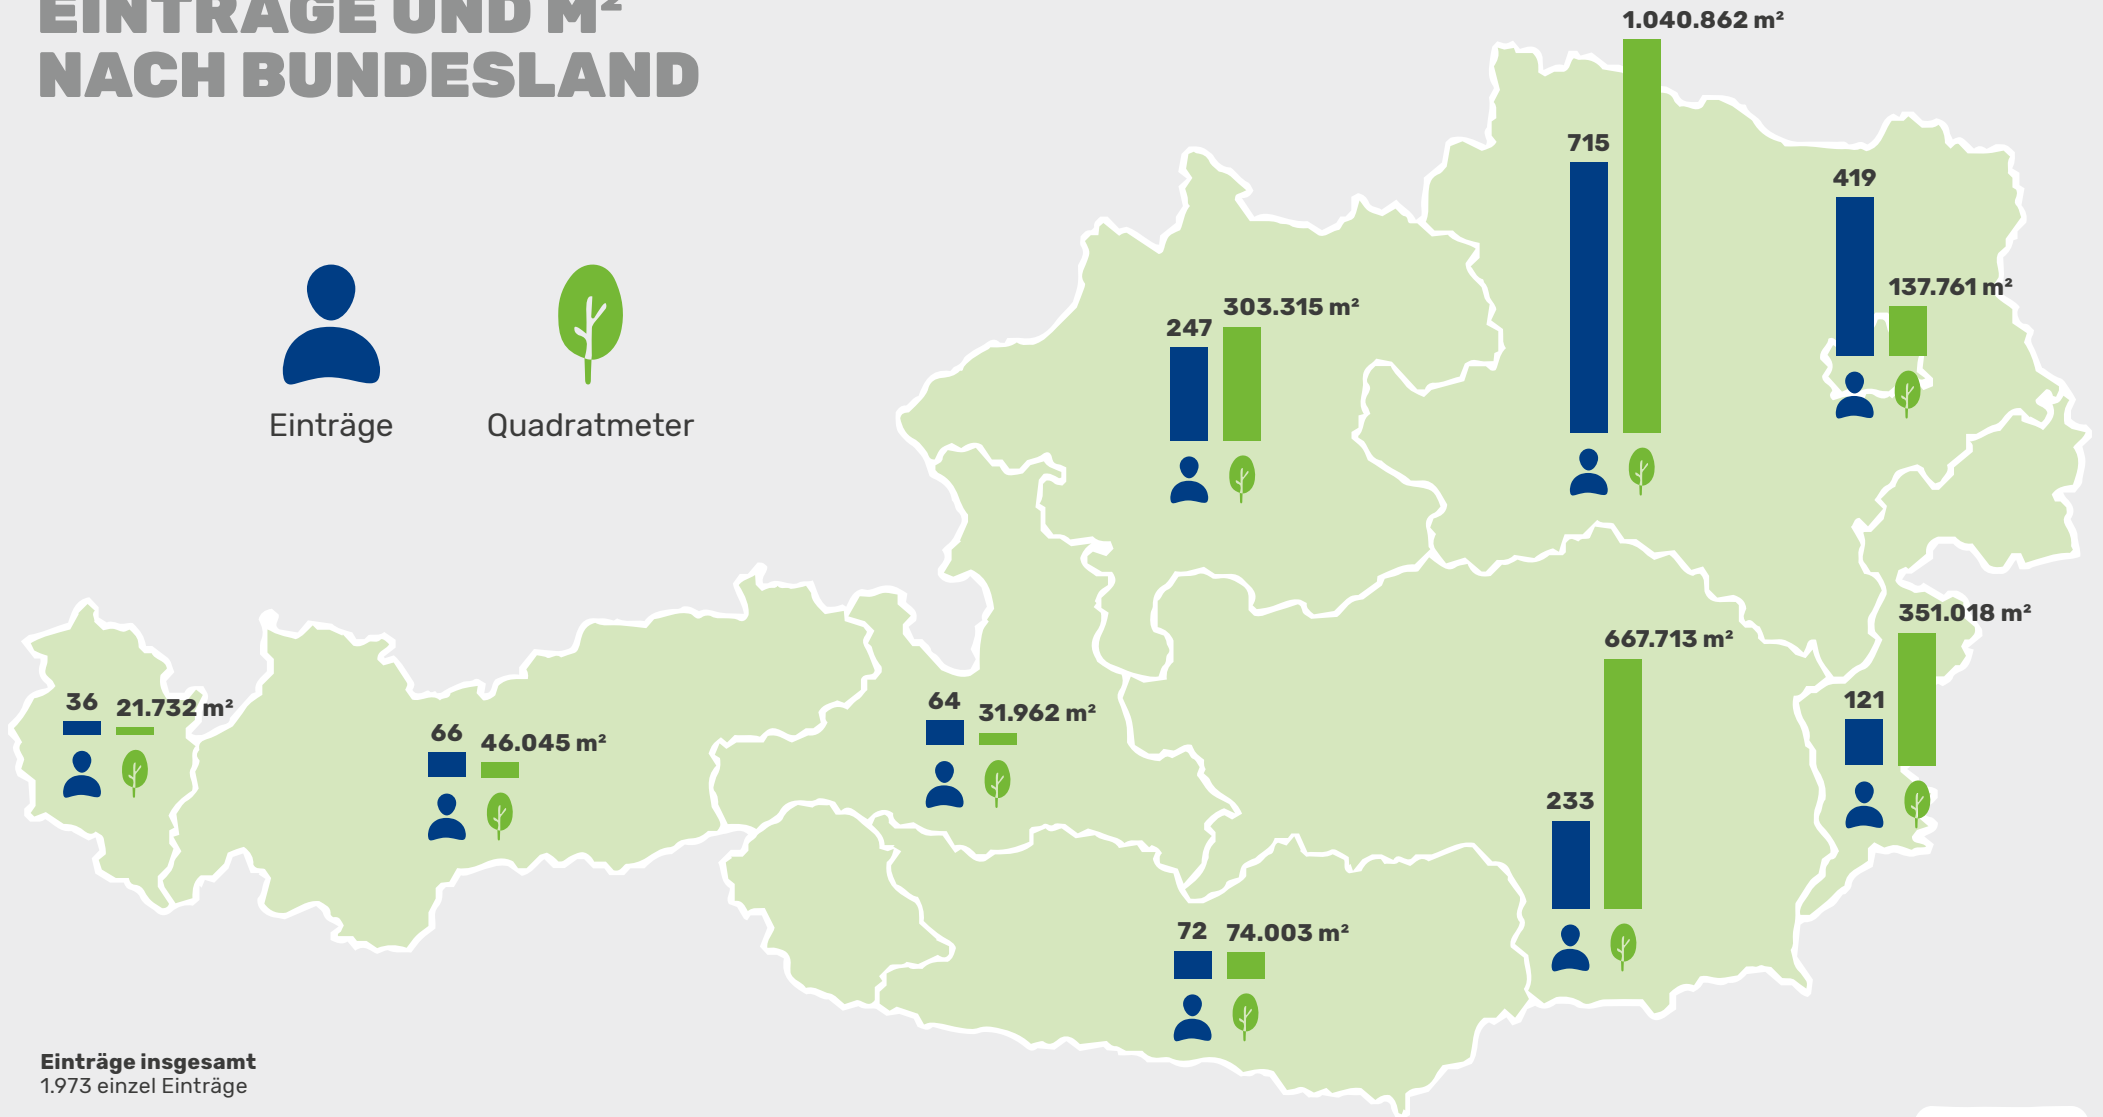 EINTRÄGE UND M²
NACH BUNDESLAND
1.040.862 m²
715
419
137.761 m²
303.315 m²
247
Einträge
Quadratmeter
351.018 m²
667.713 m²
121
36
21.732 m²
64
31.962 m²
66
46.045 m²
233
72
74.003 m²
Einträge insgesamt
1.973 einzel Einträge